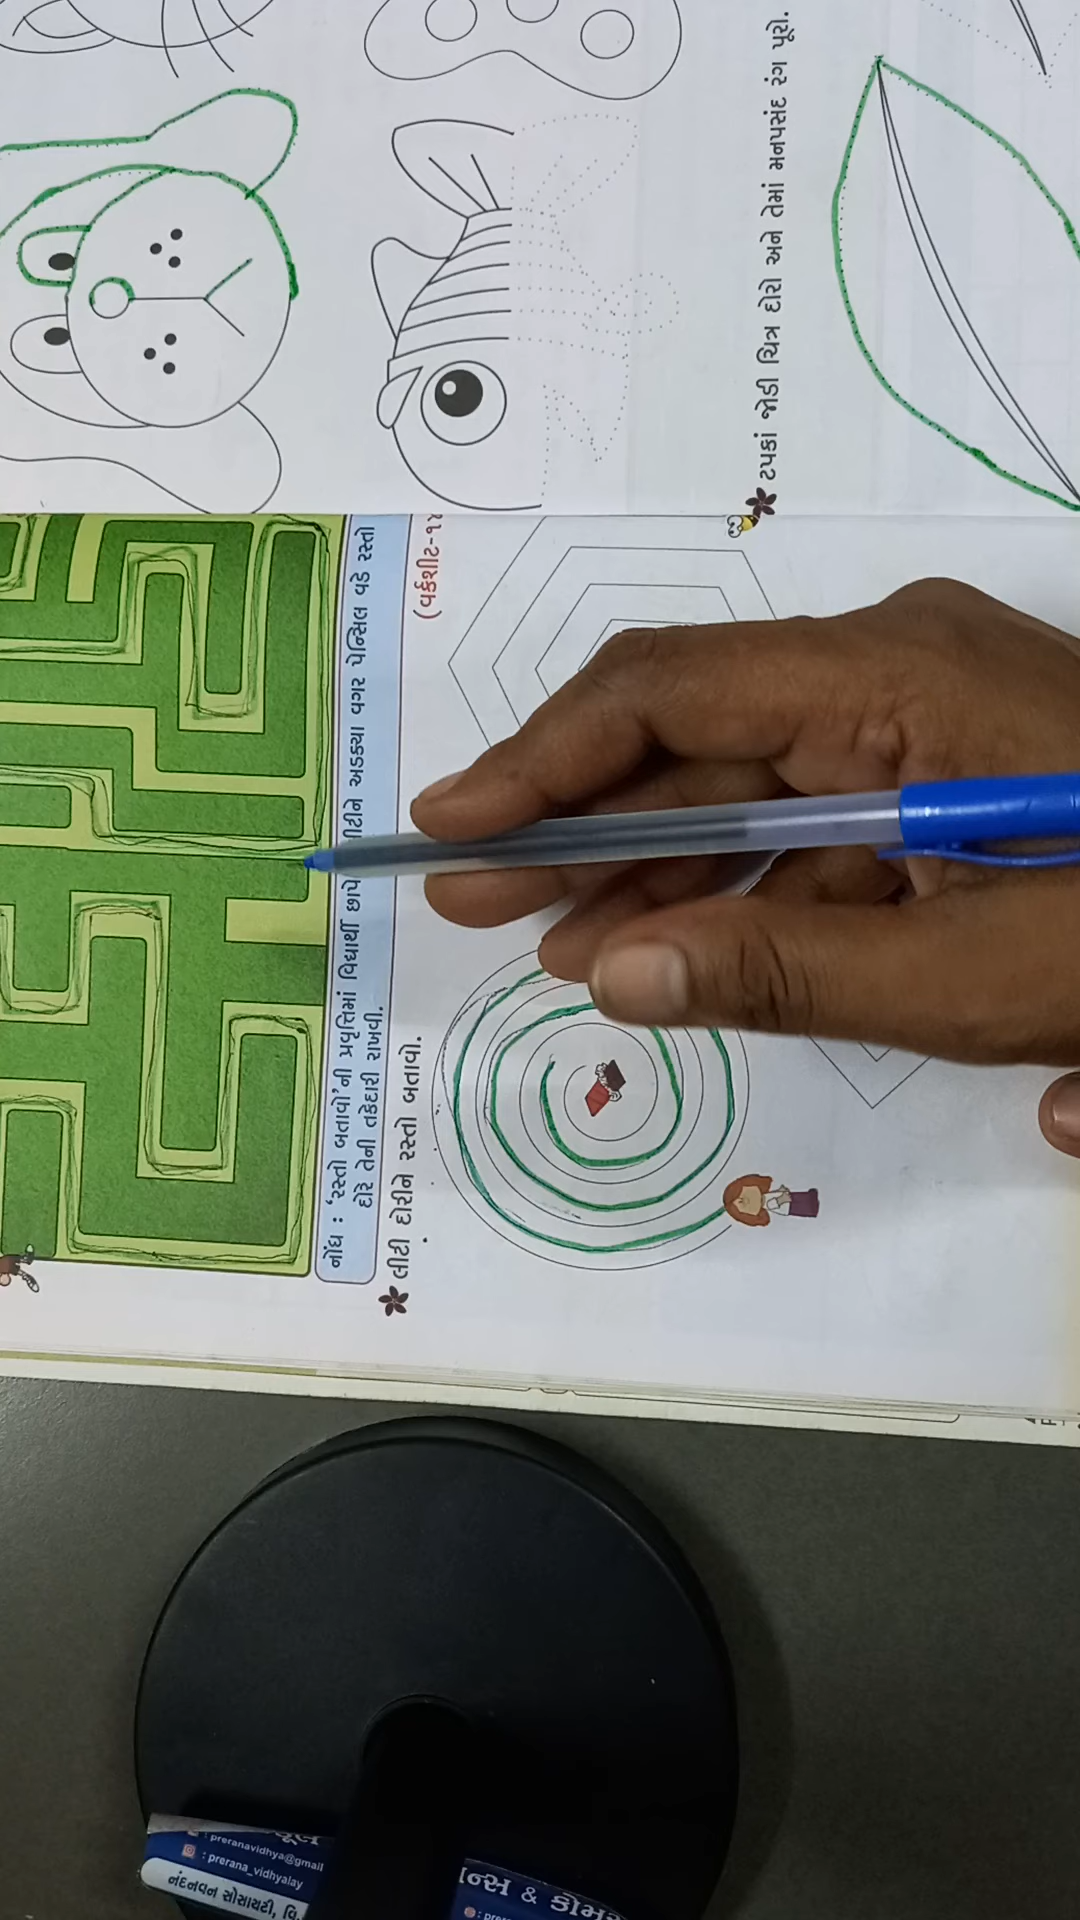 ટપકાં જોડી ચિત્ર દોરો અને તેમાં મનપસંદ રંગ પૂરો.
નોંધ : ‘રસ્તો બતાવો’ની પ્રવૃત્તિમાં વિદ્યાર્થી છાપે લીટીને અડક્યા વગર પેન્સિલ વડે રસ્તો
દોરે તેની તકેદારી રાખવી.
(વર્કશીટ-૧
લીટી દોરીને રસ્તો બતાવો.
: preranavidhya@gmail
: prerana_vidhyalay
નંદનવન સોસાયટી, વિ.
ન્સ & કોમર